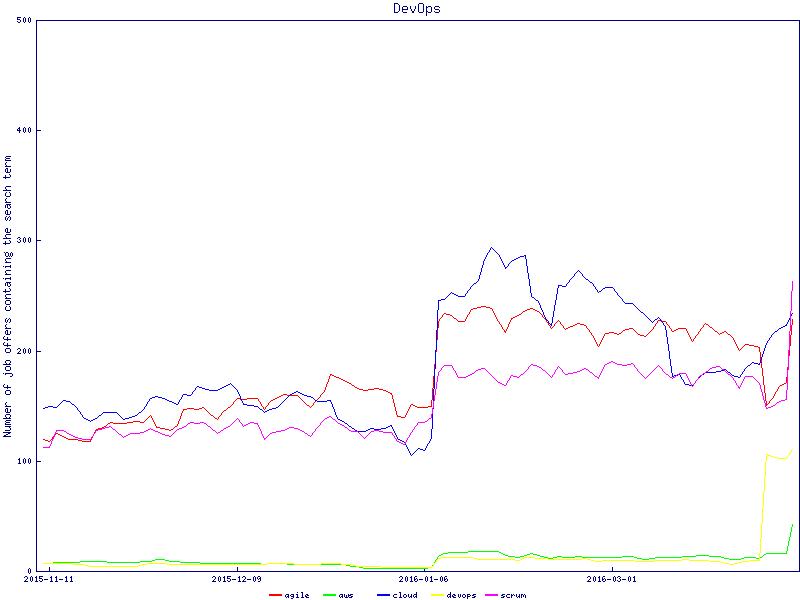 DevOps
500
400
300
200
100
0
Number of job offers containing the search term
2015-11-11 2015-12-09 2016-01-06 2016-03-01
agile aws cloud devops scrum